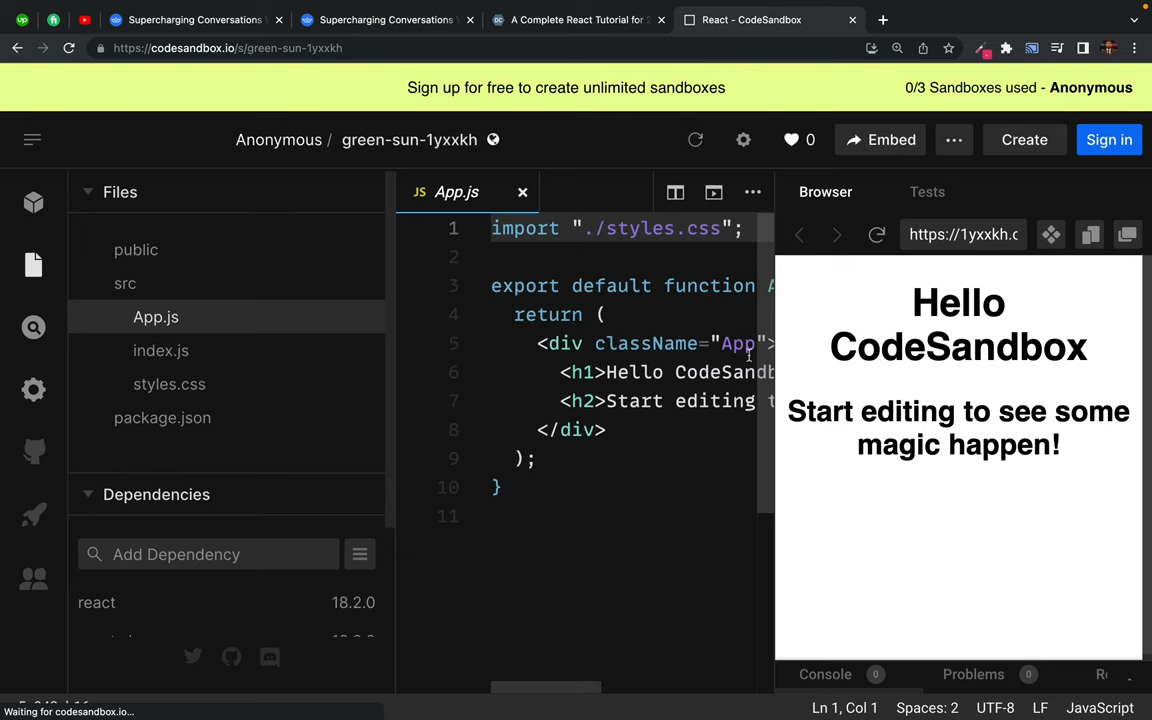 up
fi
Supercharging Conversations
Supercharging Conversations
DC
A Complete React Tutorial for 2
React - CodeSandbox
https://codesandbox.io/s/green-sun-1yxxkh
Sign up for free to create unlimited sandboxes
0/3 Sandboxes used - Anonymous
Anonymous / green-sun-1yxxkh
0
Embed
Create
Sign in
Files
JS App.js
Browser
Tests
public
src
App.js
index.js
styles.css
package.json
https://1yxxkh.c
1 import "./styles.css";
2
3 export default function A
4 return (
5 <div className="App">
6 <h1>Hello CodeSandb
7 <h2>Start editing t
8 </div>
9 );
10 }
11
Hello
CodeSandbox
Start editing to see some
magic happen!
Dependencies
Add Dependency
react 18.2.0
Console 0
Problems 0
Waiting for codesandbox.io...
Ln 1, Col 1
Spaces: 2
UTF-8
LF
JavaScript